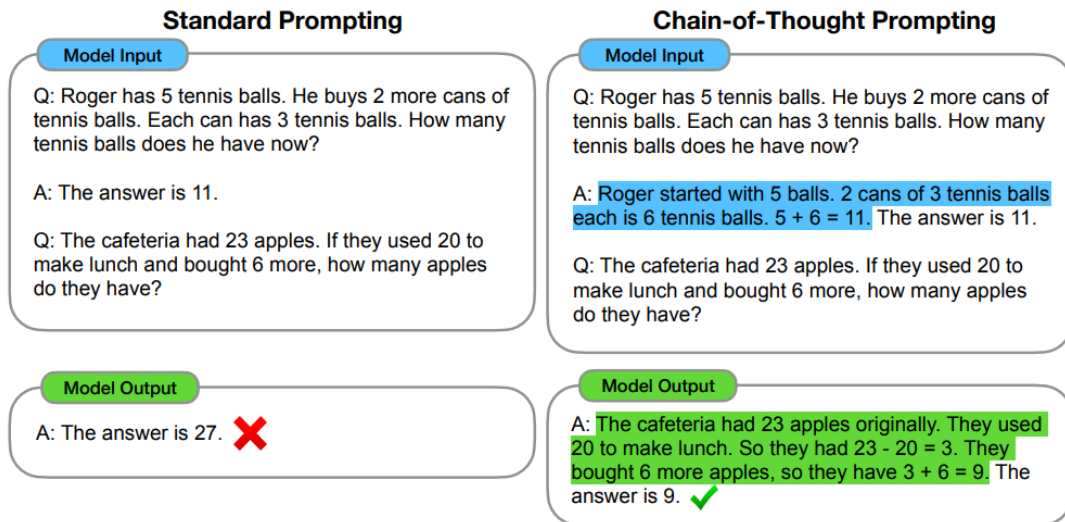 Standard Prompting
Model Input
Q: Roger has 5 tennis balls. He buys 2 more cans of
tennis balls. Each can has 3 tennis balls. How many
tennis balls does he have now?
A: The answer is 11.
Q: The cafeteria had 23 apples. If they used 20 to
make lunch and bought 6 more, how many apples
do they have?
Model Output
A: The answer is 27.
Chain-of-Thought Prompting
Model Input
Q: Roger has 5 tennis balls. He buys 2 more cans of
tennis balls. Each can has 3 tennis balls. How many
tennis balls does he have now?
A: Roger started with 5 balls. 2 cans of 3 tennis balls
each is 6 tennis balls. 5 + 6 = 11. The answer is 11.
Q: The cafeteria had 23 apples. If they used 20 to
make lunch and bought 6 more, how many apples
do they have?
Model Output
A: The cafeteria had 23 apples originally. They used
20 to make lunch. So they had 23 - 20 = 3. They
bought 6 more apples, so they have 3 + 6 = 9. The
answer is 9.